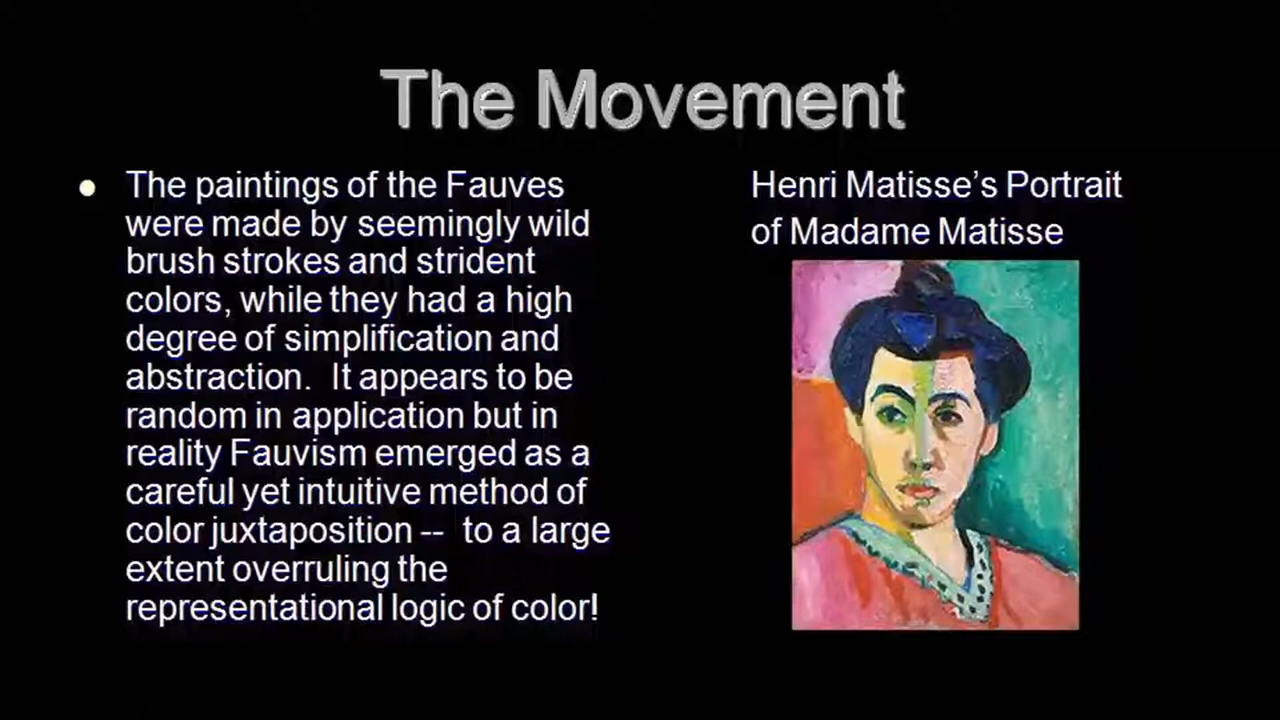 The Movement
The paintings of the Fauves
were made by seemingly wild
brush strokes and strident
colors, while they had a high
degree of simplification and
abstraction.  It appears to be
random in application but in
reality Fauvism emerged as a
careful yet intuitive method of
color juxtaposition --  to a large
extent overruling the
representational logic of color!
Henri Matisse’s Portrait
of Madame Matisse